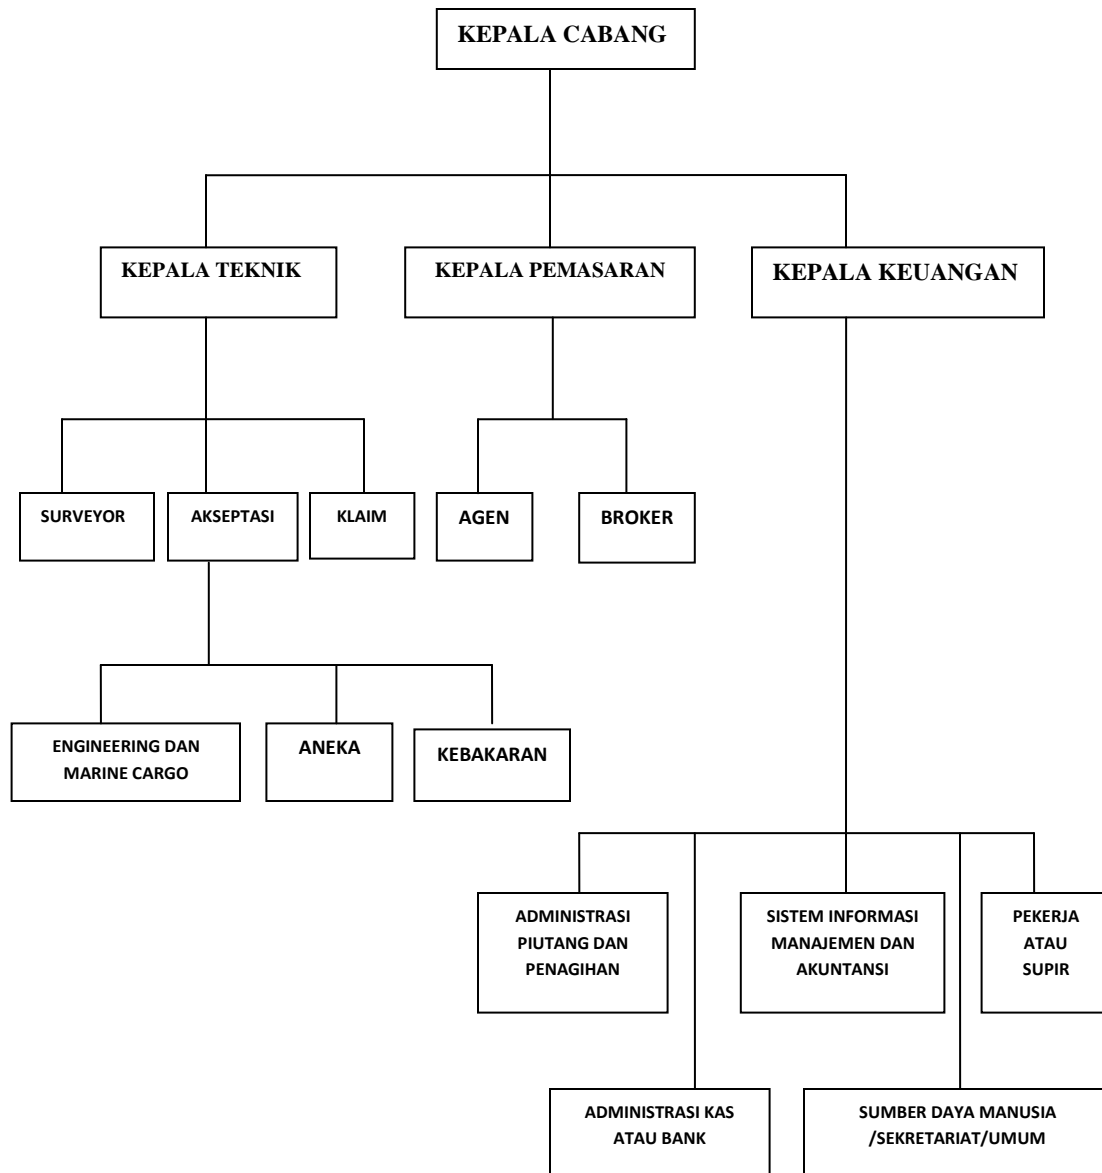 KEPALA CABANG
KEPALA TEKNIK
KEPALA PEMASARAN
KEPALA KEUANGAN
SURVEYOR
AKSEPTASI
KLAIM
AGEN
BROKER
ENGINEERING DAN
MARINE CARGO
ANEKA
KEBAKARAN
ADMINISTRASI
PIUTANG DAN
PENAGIHAN
SISTEM INFORMASI
MANAJEMEN DAN
AKUNTANSI
PEKERJA
ATAU
SUPIR
ADMINISTRASI KAS
ATAU BANK
SUMBER DAYA MANUSIA
/SEKRETARIAT/UMUM